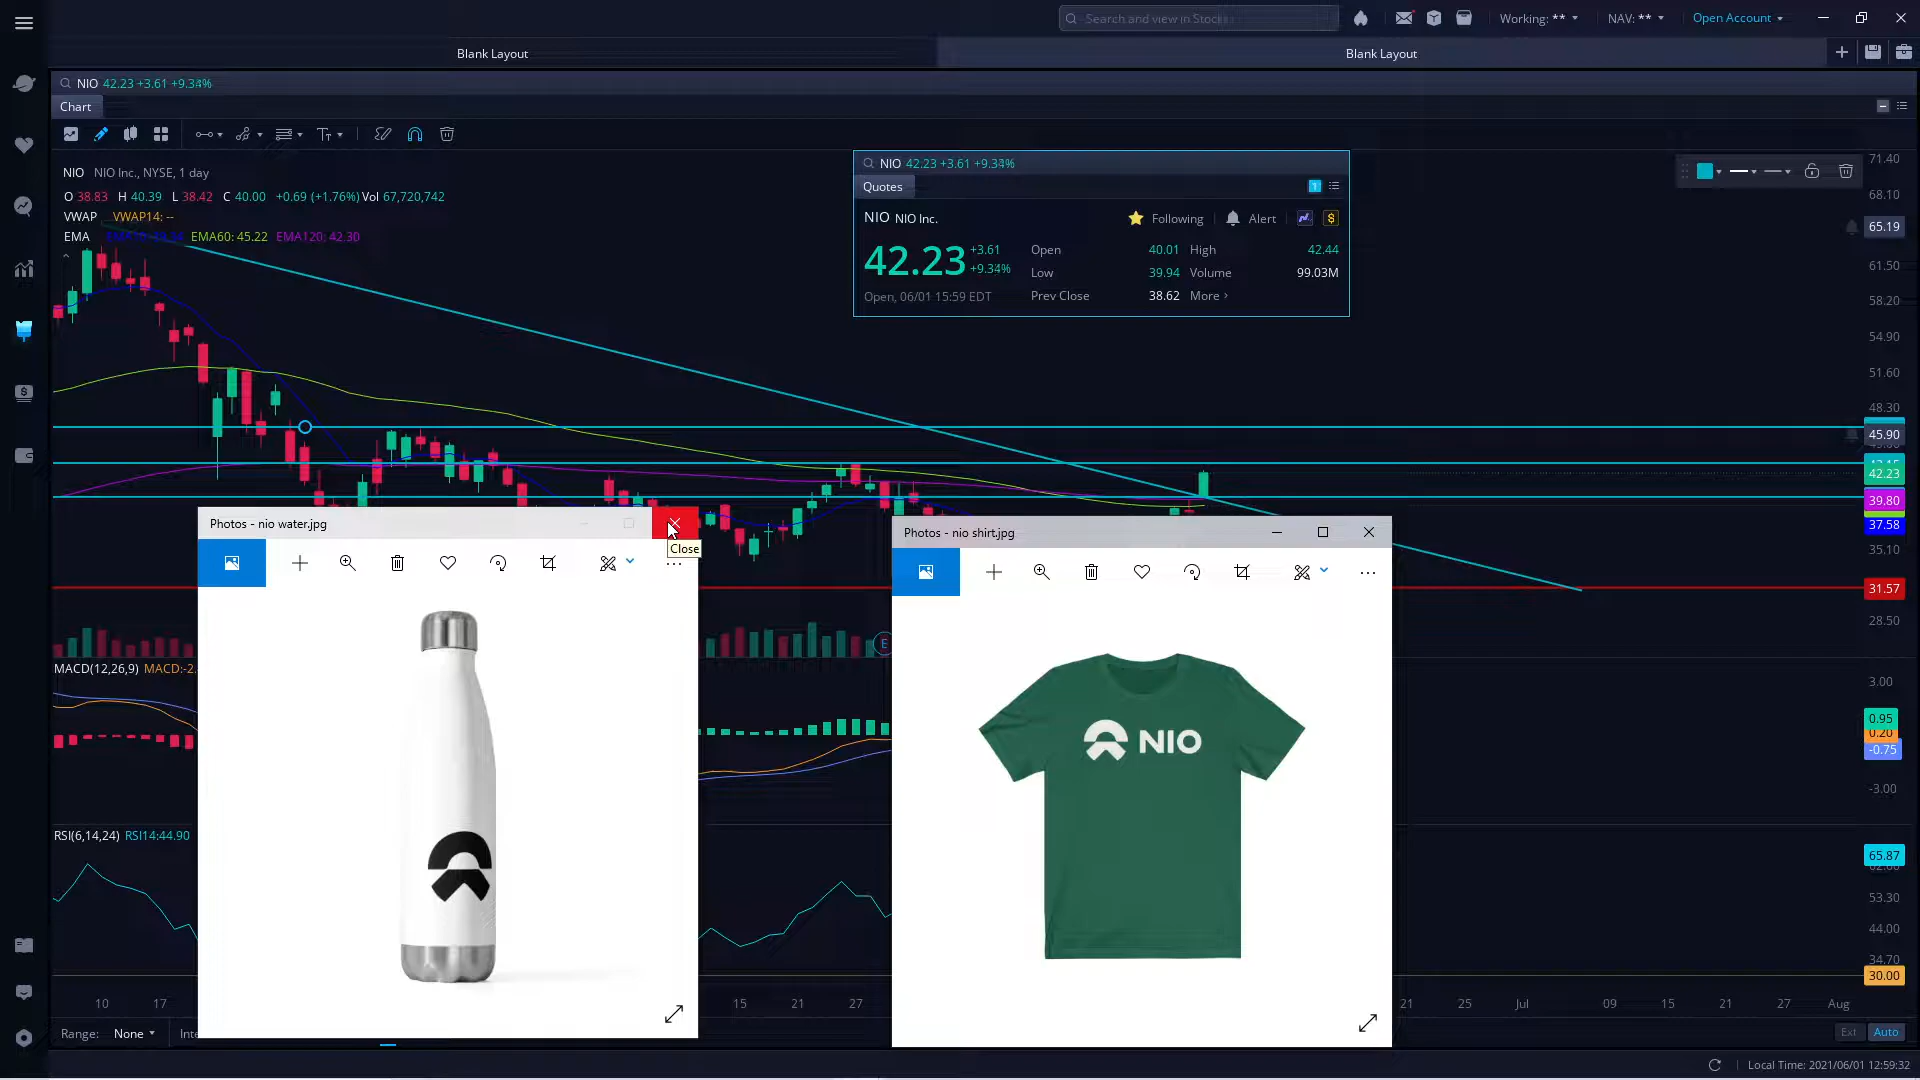 Search and view in Stocks
Working: **
NAV: **
Open Account
Blank Layout
Blank Layout
NIO 42.23 +3.61 +9.34%
Chart
NIO NIO Inc., NYSE, 1 day
O 38.83 H 40.39 L 38.42 C 40.00 +0.69 (+1.76%) Vol 67,720,742
VWAP VWAP14: --
EMA EMA60: 45.22 EMA120: 42.30
NIO 42.23 +3.61 +9.34%
Quotes
1
NIO NIO Inc.
Following
Alert
$
42.23
+3.61
+9.34%
Open 40.01 High 42.44
Low 39.94 Volume 99.03M
Open, 06/01 15:59 EDT
Prev Close 38.62 More
71.40
68.10
65.19
61.50
58.20
54.90
51.60
48.30
45.90
42.23
39.80
37.58
35.10
31.57
28.50
E
Photos - nio water.jpg
Close
Photos - nio shirt.jpg
NIO
MACD(12,26,9) MACD:-2.
3.00
0.95
0.20
-0.75
-3.00
RSI(6,14,24) RSI14:44.90
65.87
53.30
44.00
34.70
30.00
10
17
15
21
27
21
25
Jul
09
15
21
27
Aug
Range: None
Inte
Ext
Auto
Local Time: 2021/06/01 12:59:32